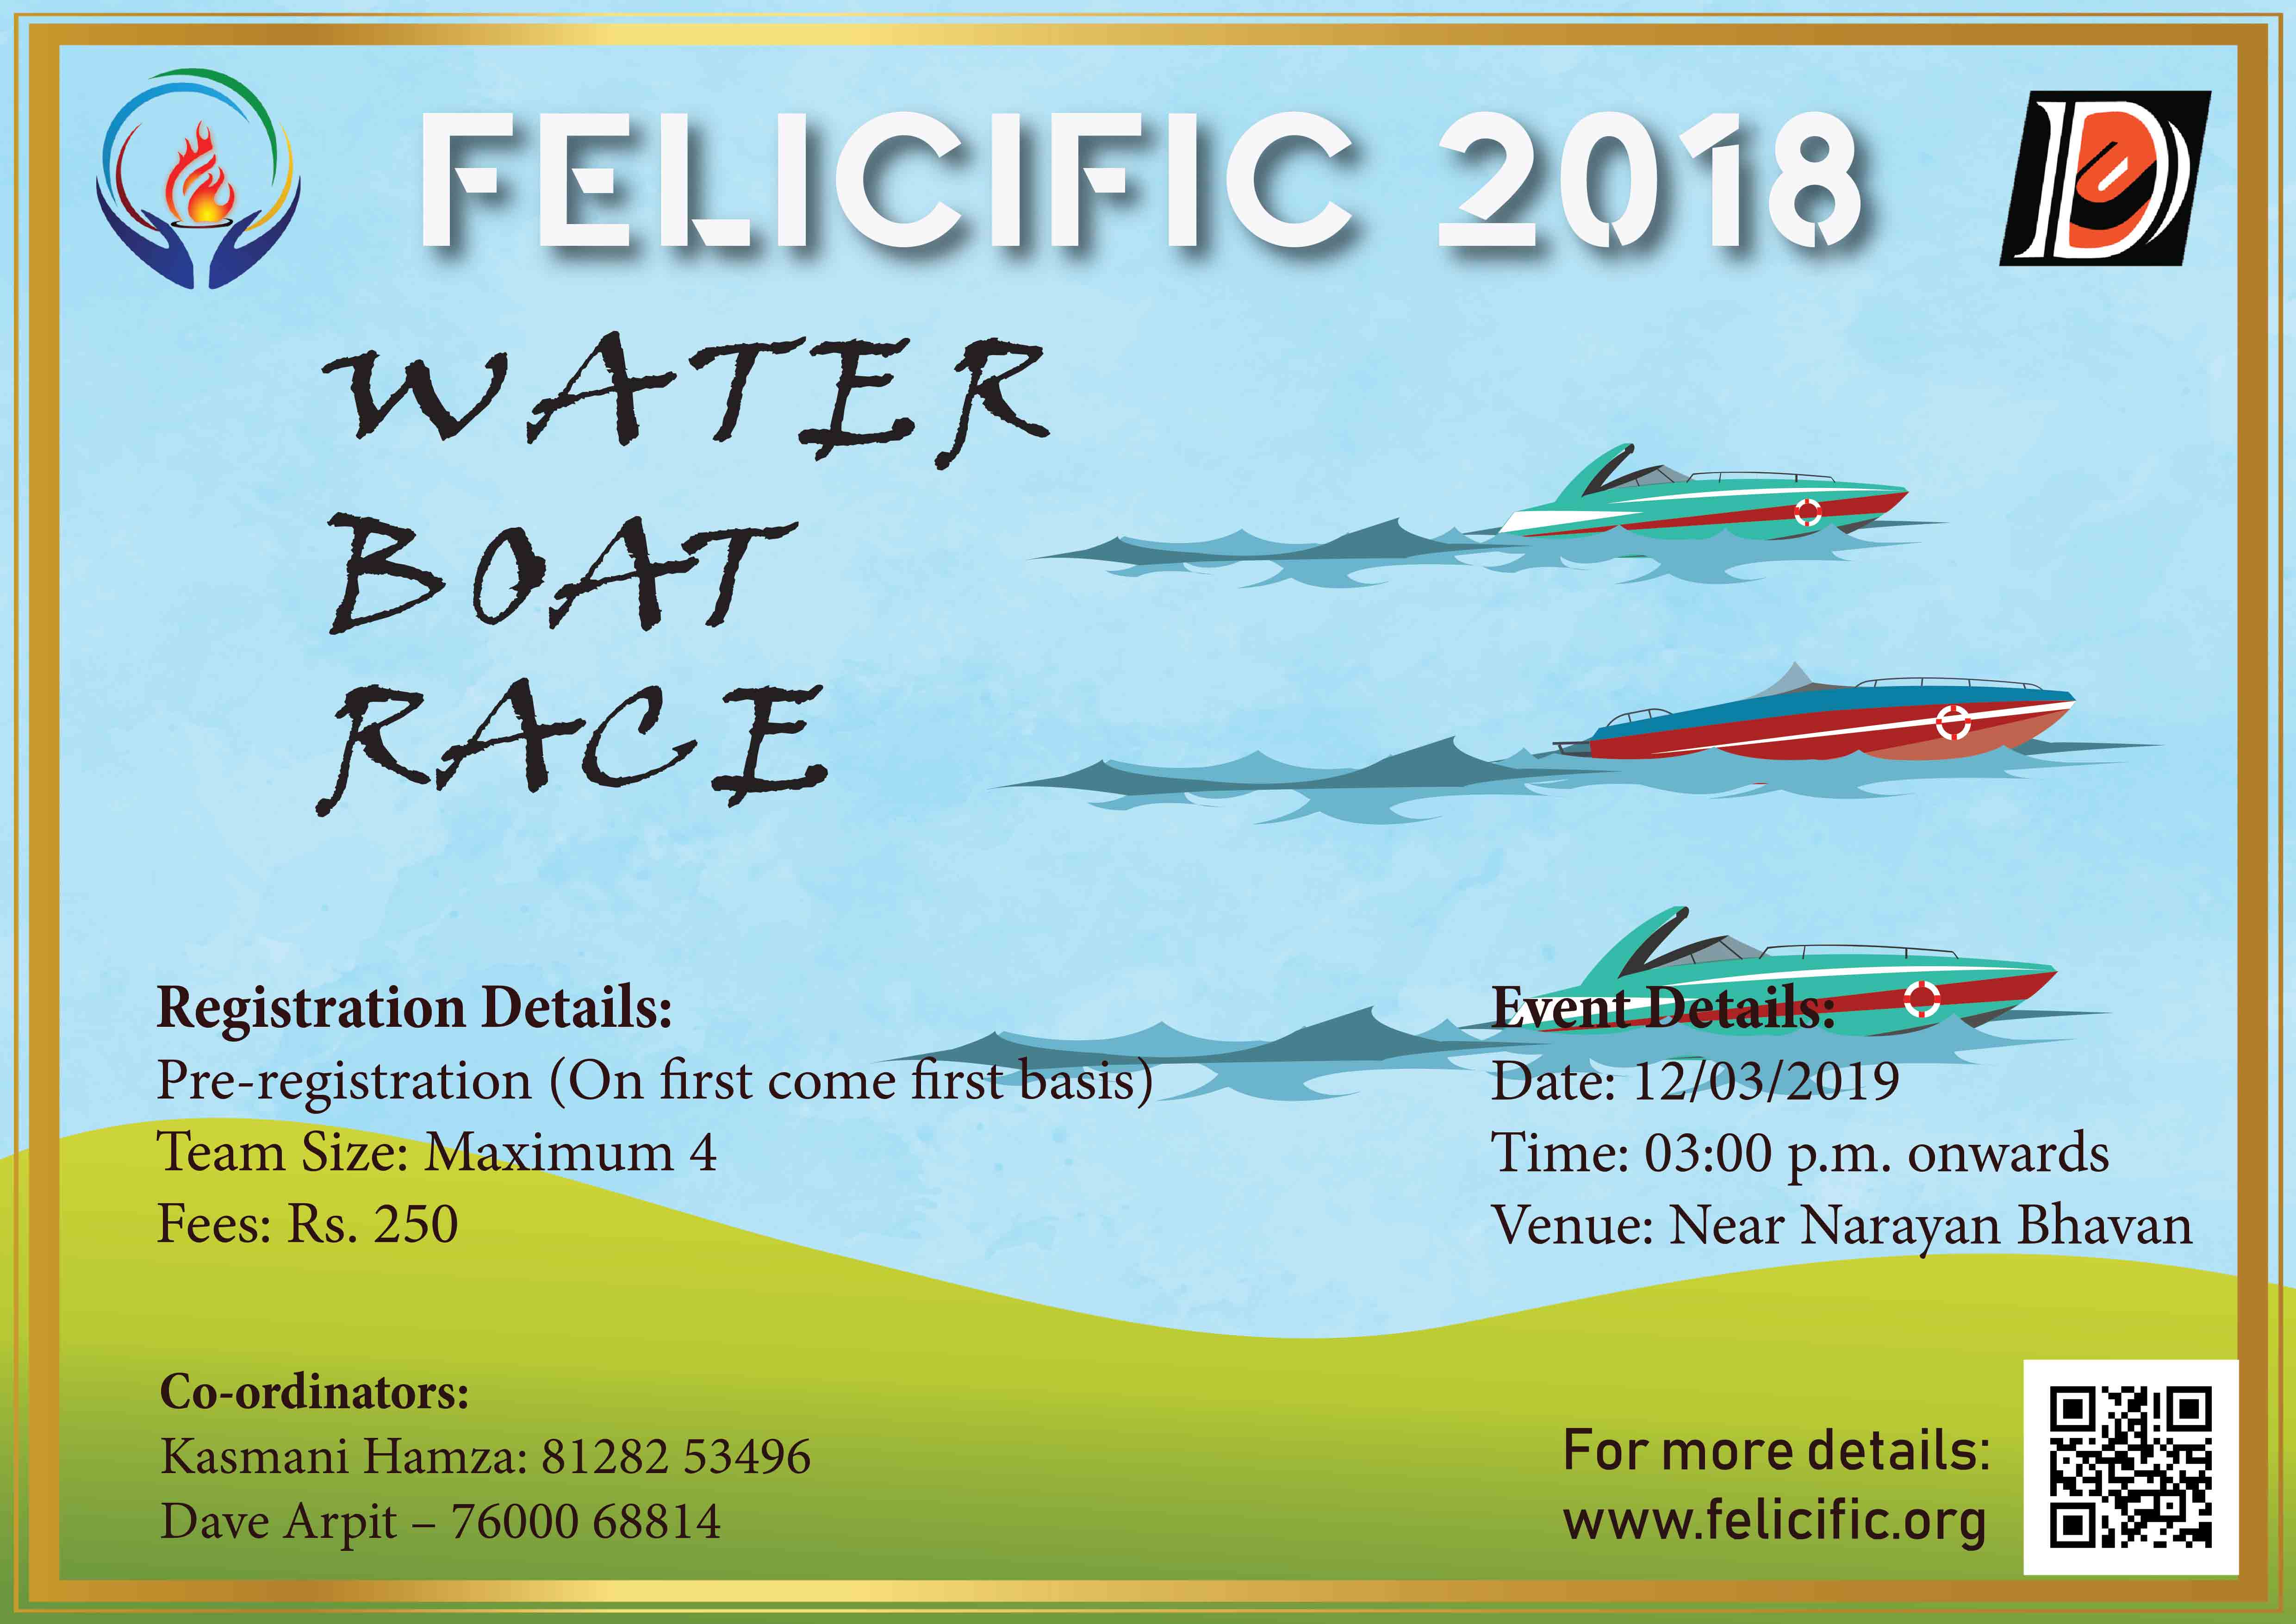 FELICIFIC 2018
WATER
BOAT
RACE
Registration Details:
Pre-registration (On first come first basis)
Team Size: Maximum 4
Fees: Rs. 250
Event Details:
Date: 12/03/2019
Time: 03:00 p.m. onwards
Venue: Near Narayan Bhavan
Co-ordinators:
Kasmani Hamza: 81282 53496
Dave Arpit – 76000 68814
For more details:
www.felicific.org